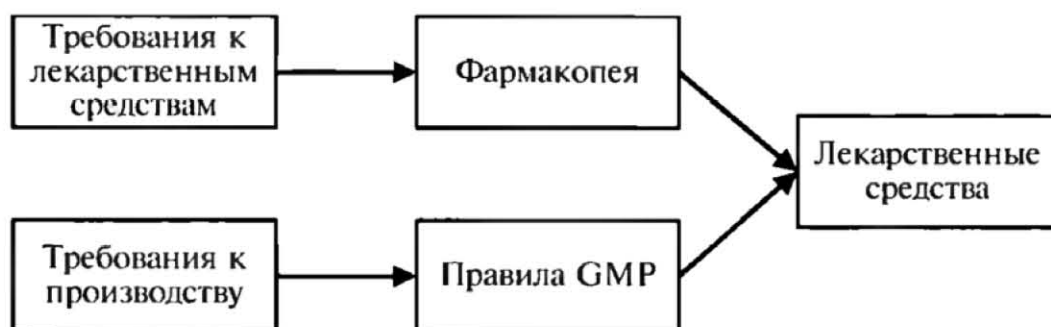 Требования к
лекарственным
средствам
Фармакопея
Лекарственные
средства
Требования к
производству
Правила GMP